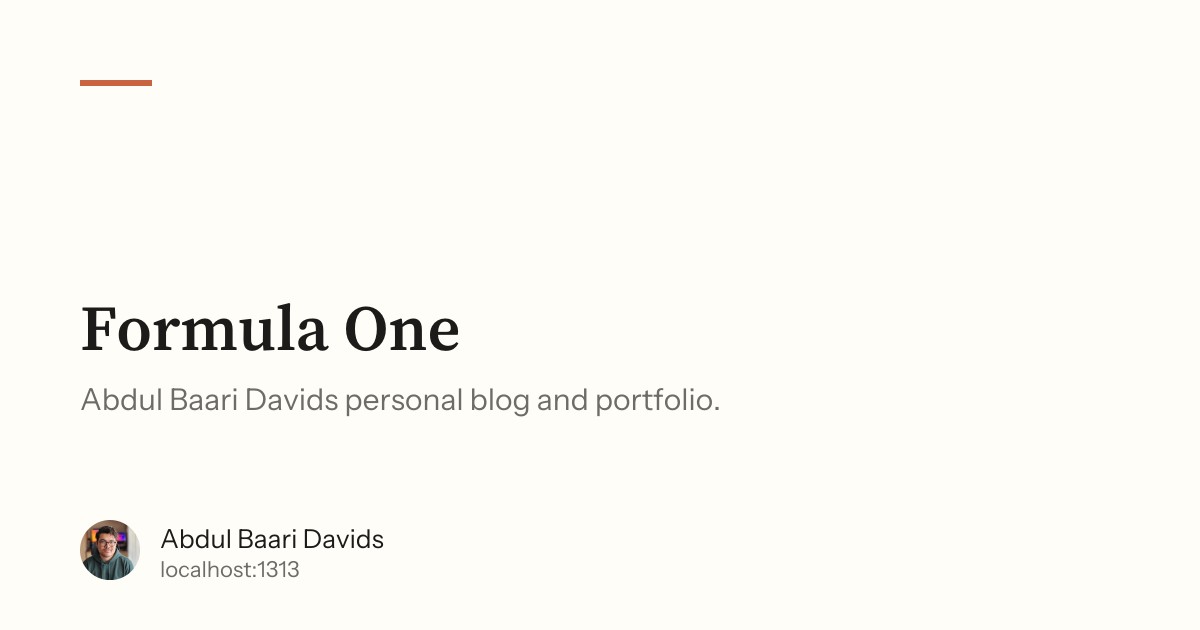 Formula One
Abdul Baari Davids personal blog and portfolio.
Abdul Baari Davids
localhost:1313